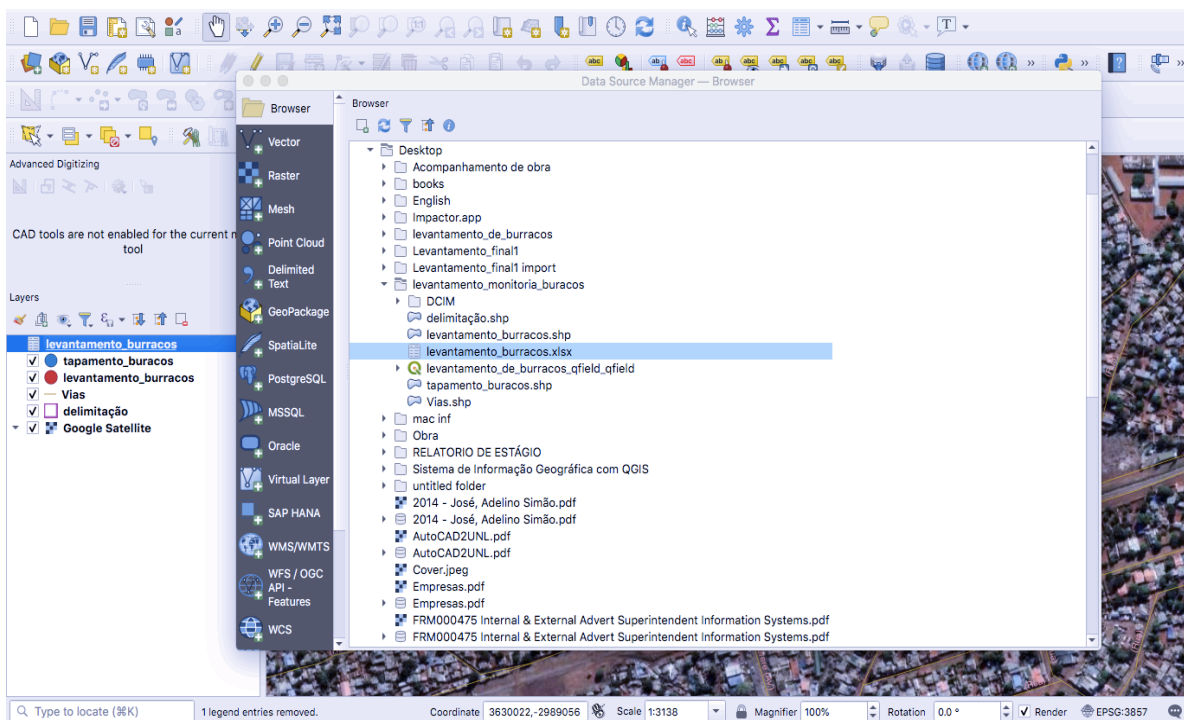 abc
abc
abc
abc
abc
abc
abc
Data Source Manager — Browser
Advanced Digitizing
CAD tools are not enabled for the current
tool
Layers
levantamento_burracos
tapamento_buracos
levantamento_burracos
Vias
delimitação
Google Satellite
Browser
Vector
Raster
Mesh
Point Cloud
Delimited
Text
GeoPackage
SpatiaLite
PostgreSQL
MSSQL
Oracle
Virtual Layer
SAP HANA
WMS/WMTS
WFS / OGC
API -
Features
WCS
Browser
Desktop
Acompanhamento de obra
books
English
Impactor.app
levantamento_de_burracos
Levantamento_final1
Levantamento_final1 import
levantamento_monitoria_buracos
DCIM
delimitação.shp
levantamento_burracos.shp
levantamento_burracos.xlsx
levantamento_de_burracos_qfield_qfield
tapamento_buracos.shp
Vias.shp
mac inf
Obra
RELATORIO DE ESTÁGIO
Sistema de Informação Geográfica com QGIS
untitled folder
2014 - José, Adelino Simão.pdf
2014 - José, Adelino Simão.pdf
AutoCAD2UNL.pdf
AutoCAD2UNL.pdf
Cover.jpeg
Empresas.pdf
Empresas.pdf
FRM000475 Internal & External Advert Superintendent Information Systems.pdf
FRM000475 Internal & External Advert Superintendent Information Systems.pdf
Type to locate (⌘K) 1 legend entries removed. Coordinate 3630022,-2989056 Scale 1:3138 Magnifier 100% Rotation 0.0 ° Render EPSG:3857